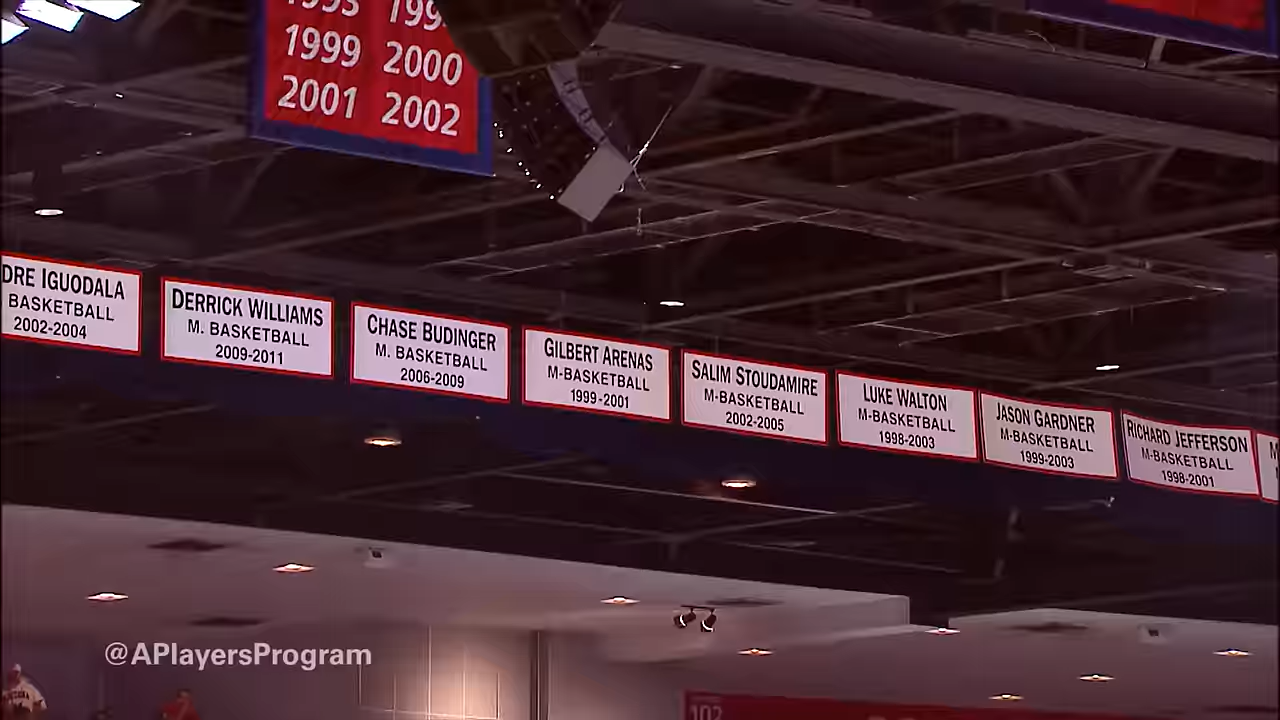 1999 2000
2001 2002
DRE IGUODALA
BASKETBALL
2002-2004
DERRICK WILLIAMS
M. BASKETBALL
2009-2011
CHASE BUDINGER
M. BASKETBALL
2006-2009
GILBERT ARENAS
M-BASKETBALL
1999-2001
SALIM STOUDAMIRE
M-BASKETBALL
2002-2005
LUKE WALTON
M-BASKETBALL
1998-2003
JASON GARDNER
M-BASKETBALL
1999-2003
RICHARD JEFFERSON
M-BASKETBALL
1998-2001
@APlayersProgram
102